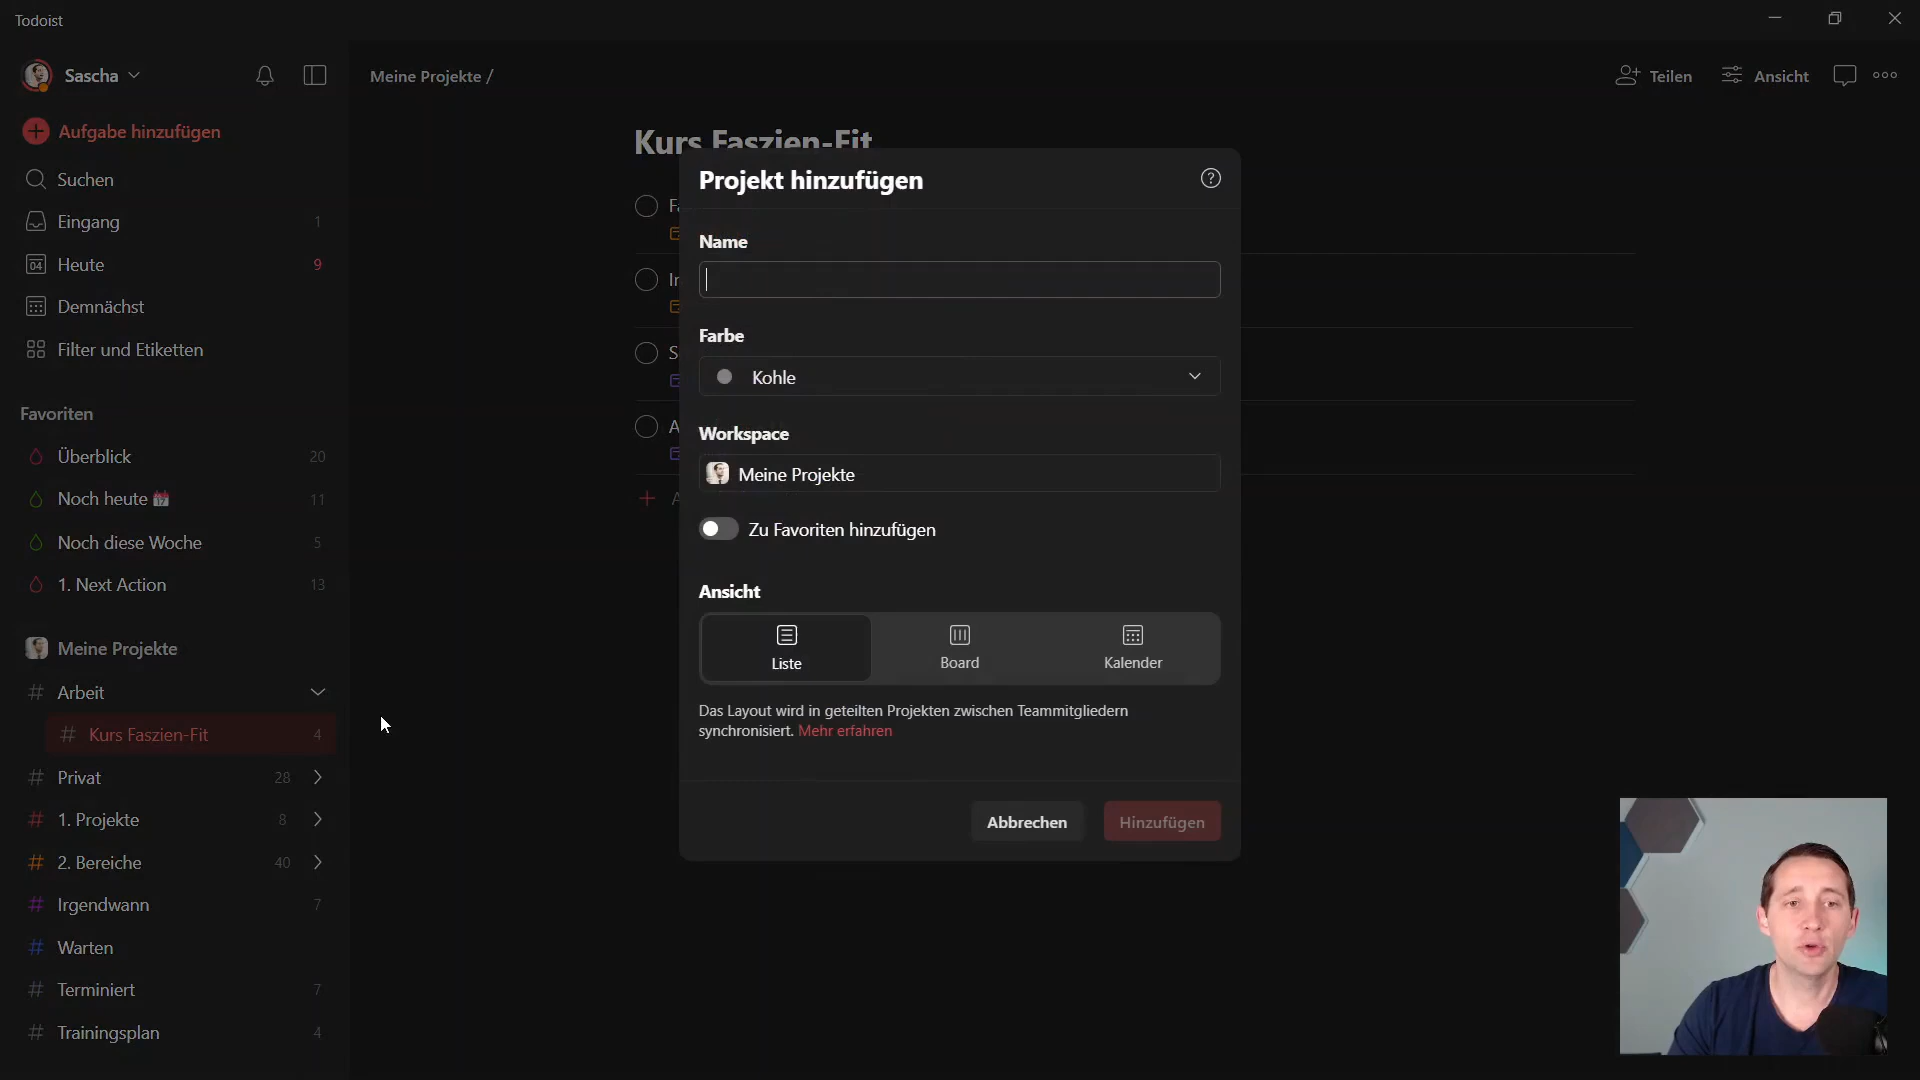 Todoist
Sascha
Meine Projekte /
Teilen
Ansicht
Aufgabe hinzufügen
Suchen
Eingang 1
04 Heute 9
Demnächst
Filter und Etiketten
Favoriten
Überblick 20
Noch heute 11
Noch diese Woche 5
1. Next Action 13
Meine Projekte
# Arbeit
# Kurs Faszien-Fit 4
# Privat 28
# 1. Projekte 8
# 2. Bereiche 40
# Irgendwann 7
# Warten
# Terminiert 7
# Trainingsplan 4
Kurs Faszien-Fit
Projekt hinzufügen
Name
Farbe
Kohle
Workspace
Meine Projekte
Zu Favoriten hinzufügen
Ansicht
Liste
Board
Kalender
Das Layout wird in geteilten Projekten zwischen Teammitgliedern
synchronisiert. Mehr erfahren
Abbrechen
Hinzufügen